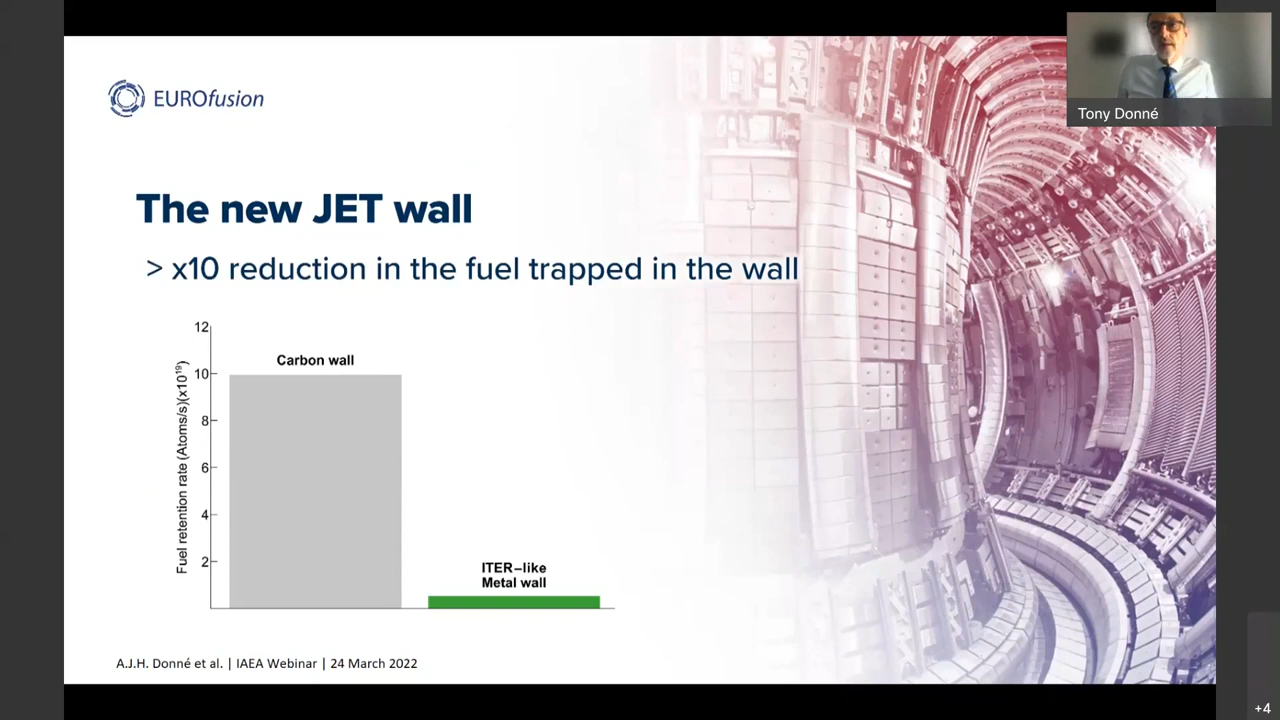 EUROfusion
Tony Donné
The new JET wall
> x10 reduction in the fuel trapped in the wall
Fuel retention rate (Atoms/s)(x10¹⁹)
12
10
8
6
4
2
Carbon wall
ITER–like
Metal wall
A.J.H. Donné et al. | IAEA Webinar | 24 March 2022
+4